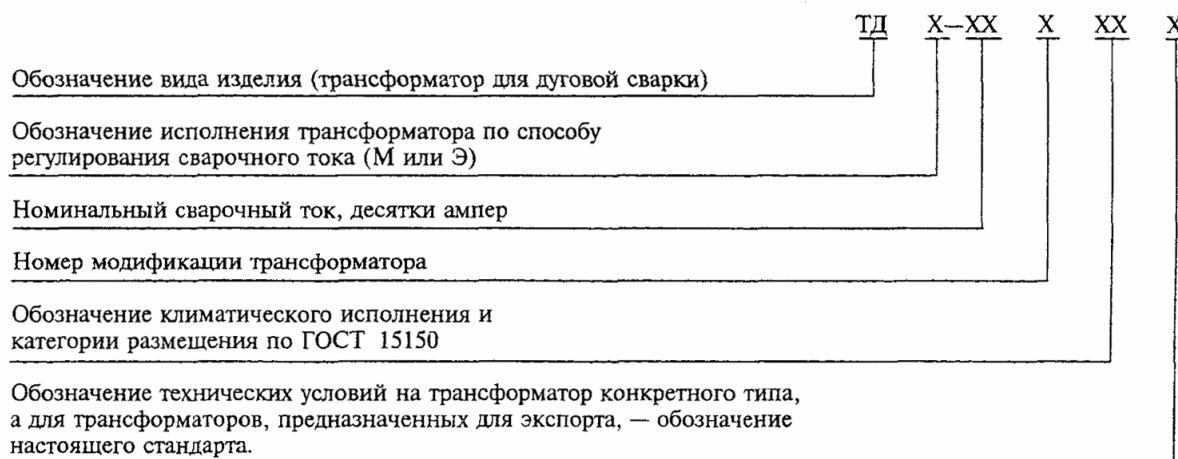 ТД Х–ХХ Х ХХ Х
Обозначение вида изделия (трансформатор для дуговой сварки)
Обозначение исполнения трансформатора по способу
регулирования сварочного тока (М или Э)
Номинальный сварочный ток, десятки ампер
Номер модификации трансформатора
Обозначение климатического исполнения и
категории размещения по ГОСТ 15150
Обозначение технических условий на трансформатор конкретного типа,
а для трансформаторов, предназначенных для экспорта, — обозначение
настоящего стандарта.